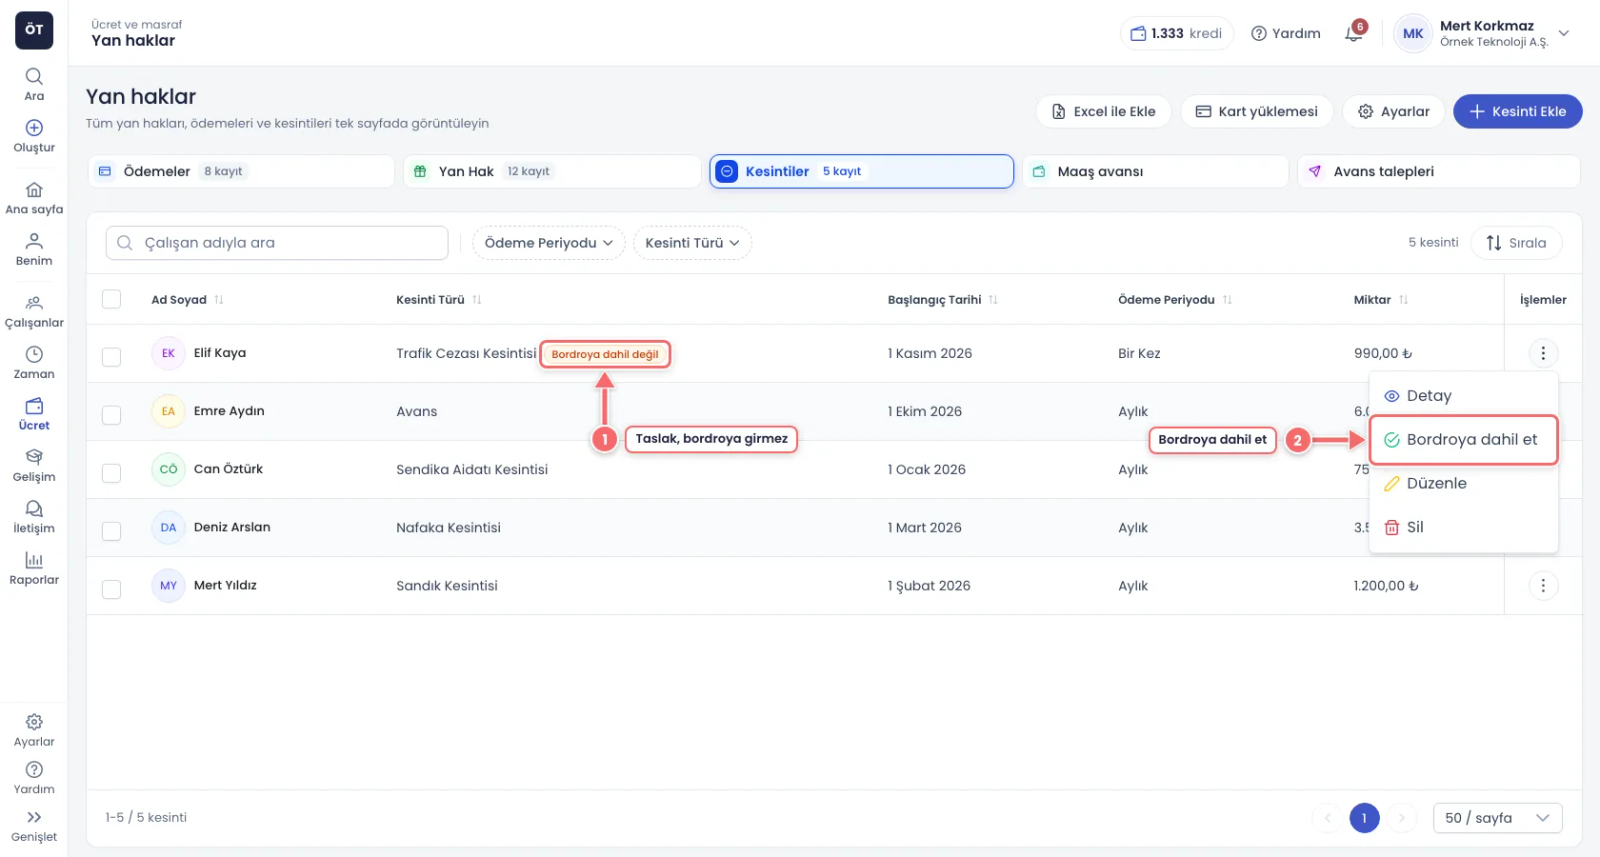 ÖT
Ücret ve masraf
Yan haklar
1.333 kredi
Yardım
6
MK
Mert Korkmaz
Örnek Teknoloji A.Ş.
Ara
Oluştur
Ana sayfa
Benim
Çalışanlar
Zaman
Ücret
Gelişim
İletişim
Raporlar
Ayarlar
Yardım
Genişlet
Yan haklar
Tüm yan hakları, ödemeleri ve kesintileri tek sayfada görüntüleyin
Excel ile Ekle
Kart yüklemesi
Ayarlar
Kesinti Ekle
Ödemeler 8 kayıt
Yan Hak 12 kayıt
Kesintiler 5 kayıt
Maaş avansı
Avans talepleri
Çalışan adıyla ara
Ödeme Periyodu
Kesinti Türü
5 kesinti
Sırala
Ad Soyad Kesinti Türü Başlangıç Tarihi Ödeme Periyodu Miktar İşlemler
EK Elif Kaya Trafik Cezası Kesintisi Bordroya dahil değil 1 Kasım 2026 Bir Kez 990,00 ₺
EA Emre Aydın Avans 1 Ekim 2026 Aylık 6.0
1 Taslak, bordroya girmez
Bordroya dahil et 2
CÖ Can Öztürk Sendika Aidatı Kesintisi 1 Ocak 2026 Aylık 75
DA Deniz Arslan Nafaka Kesintisi 1 Mart 2026 Aylık 3.5
MY Mert Yıldız Sandık Kesintisi 1 Şubat 2026 Aylık 1.200,00 ₺
Detay
Bordroya dahil et
Düzenle
Sil
1-5 / 5 kesinti
1
50 / sayfa